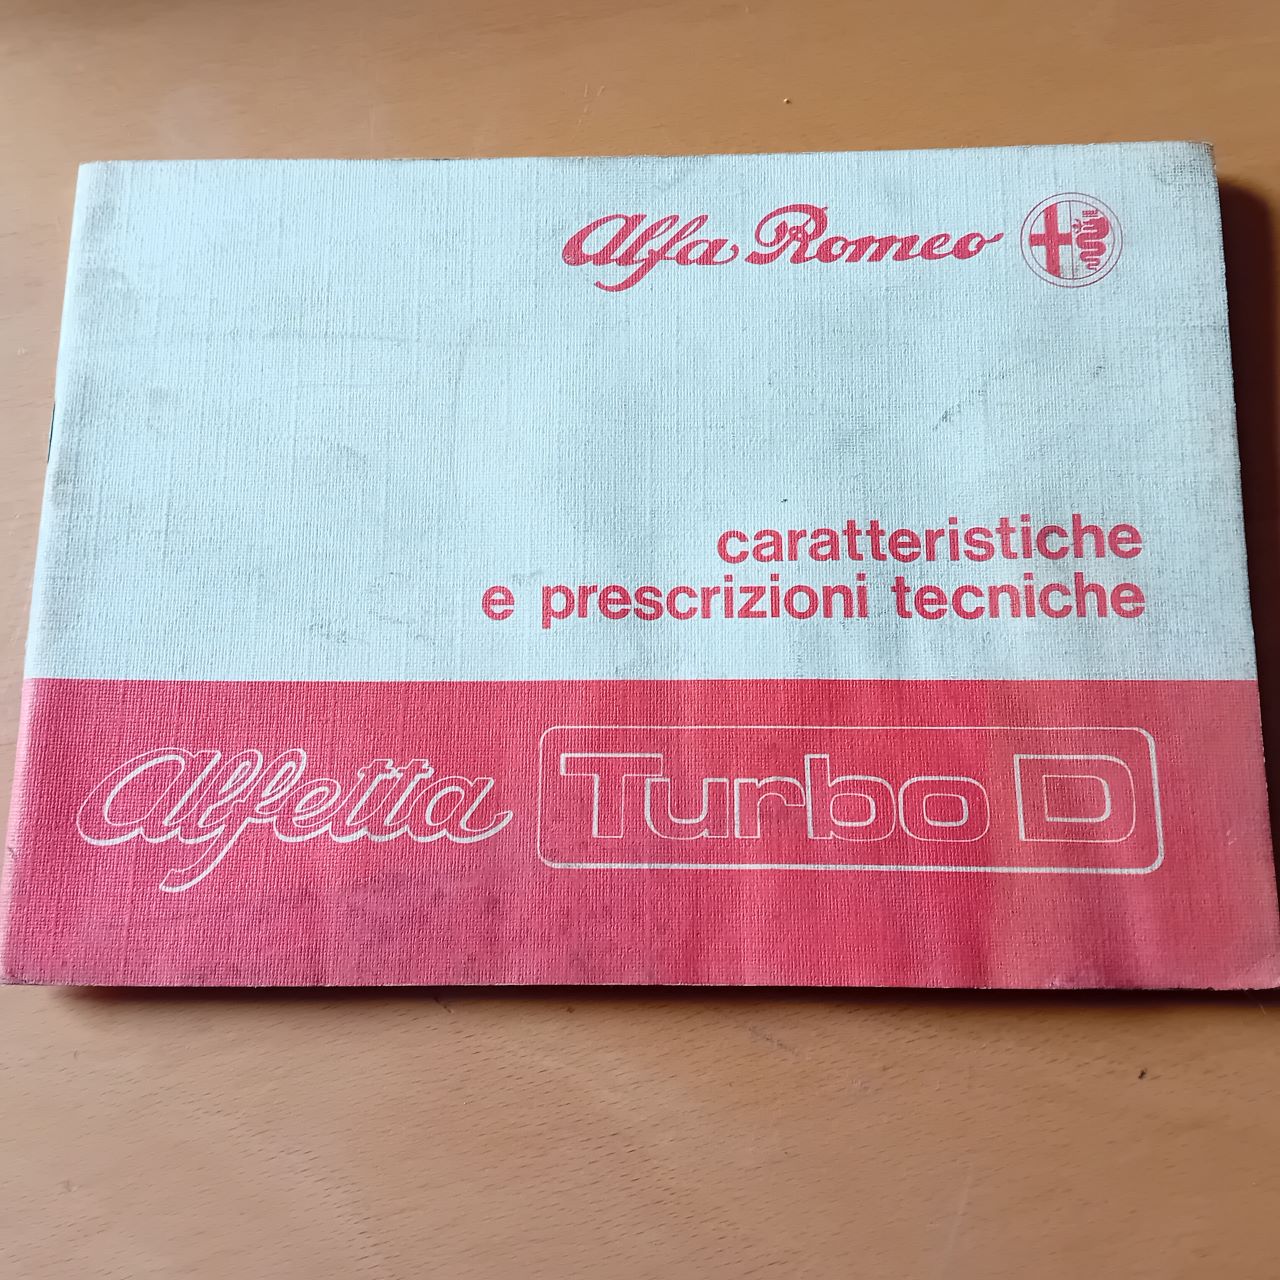 Alfa Romeo
caratteristiche
e prescrizioni tecniche
Alfetta Turbo D